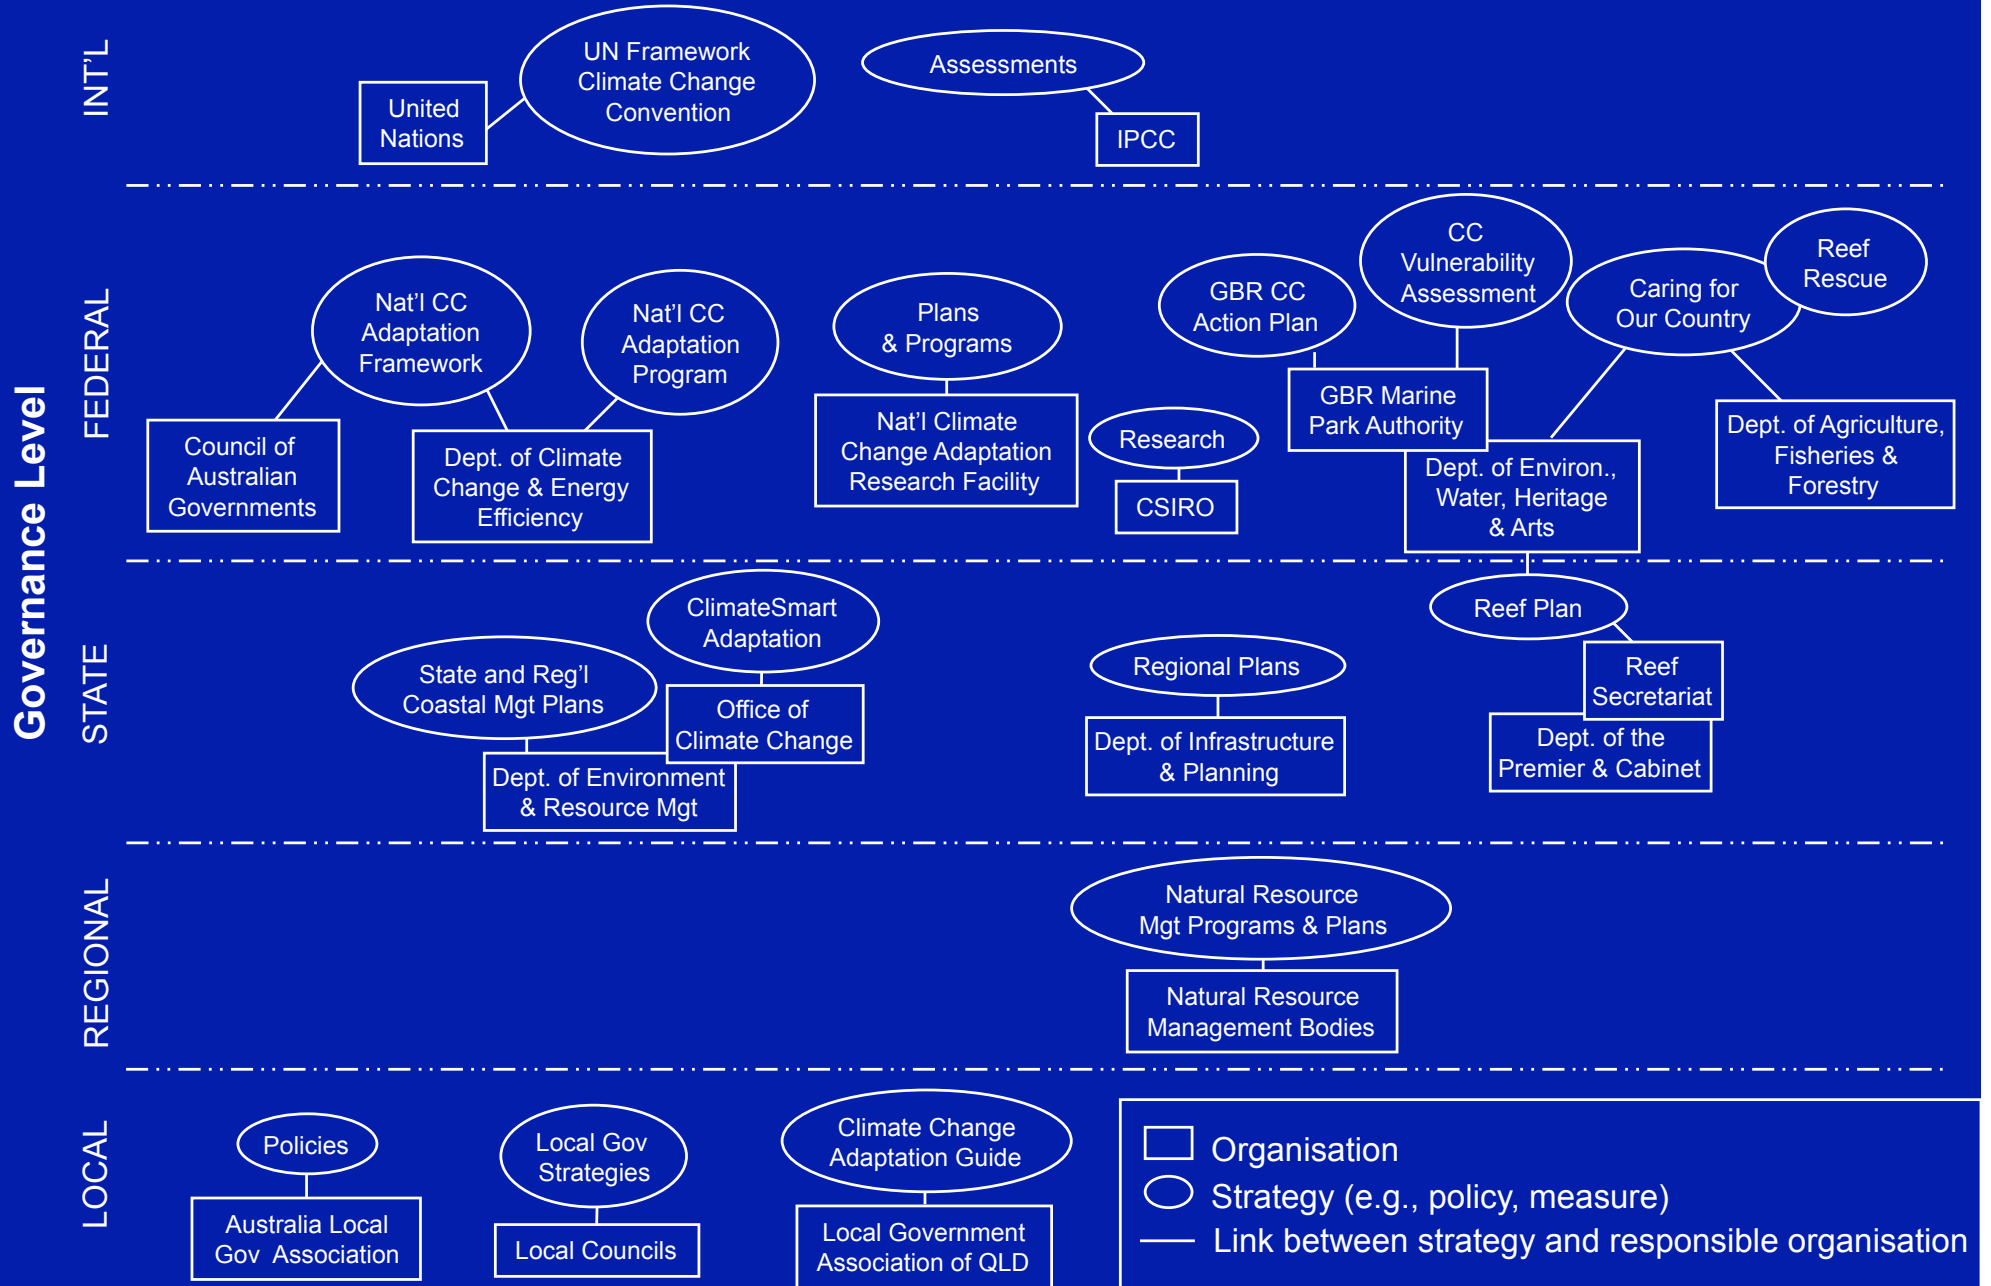 Governance Level
INT'L
UN Framework
Climate Change
Convention
United
Nations
Assessments
IPCC
FEDERAL
Nat'l CC
Adaptation
Framework
Council of
Australian
Governments
Nat'l CC
Adaptation
Program
Dept. of Climate
Change & Energy
Efficiency
Plans
& Programs
Nat'l Climate
Change Adaptation
Research Facility
Research
CSIRO
GBR CC
Action Plan
CC
Vulnerability
Assessment
GBR Marine
Park Authority
Caring for
Our Country
Reef
Rescue
Dept. of Environ.,
Water, Heritage
& Arts
Dept. of Agriculture,
Fisheries &
Forestry
STATE
State and Reg'l
Coastal Mgt Plans
ClimateSmart
Adaptation
Office of
Climate Change
Dept. of Environment
& Resource Mgt
Regional Plans
Dept. of Infrastructure
& Planning
Reef Plan
Reef
Secretariat
Dept. of the
Premier & Cabinet
REGIONAL
Natural Resource
Mgt Programs & Plans
Natural Resource
Management Bodies
LOCAL
Policies
Australia Local
Gov Association
Local Gov
Strategies
Local Councils
Climate Change
Adaptation Guide
Local Government
Association of QLD
Organisation
Strategy (e.g., policy, measure)
Link between strategy and responsible organisation